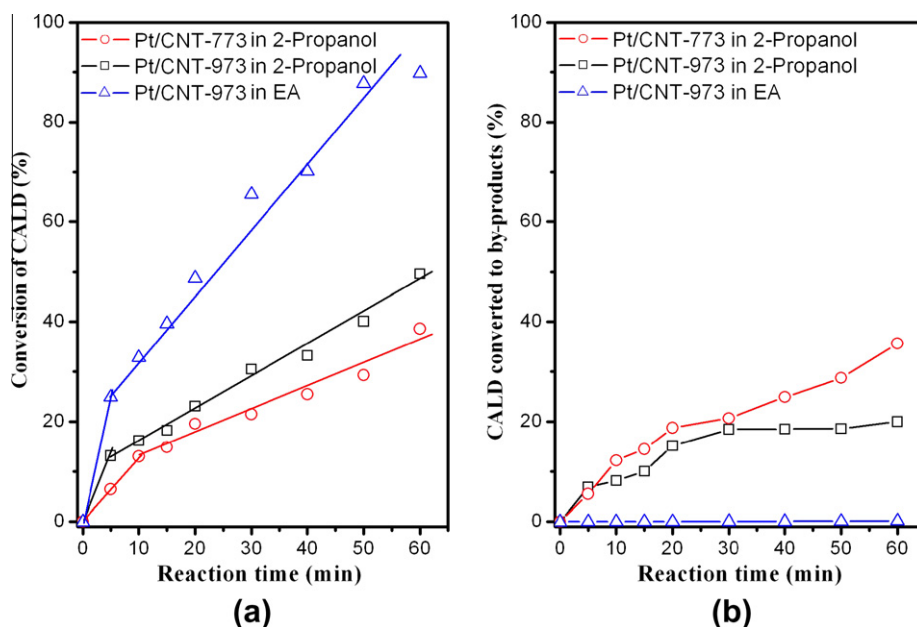 100
80
60
40
20
0
Conversion of CALD (%)
Pt/CNT-773 in 2-Propanol
Pt/CNT-973 in 2-Propanol
Pt/CNT-973 in EA
0 10 20 30 40 50 60
Reaction time (min)
(a)
100
80
60
40
20
0
CALD converted to by-products (%)
Pt/CNT-773 in 2-Propanol
Pt/CNT-973 in 2-Propanol
Pt/CNT-973 in EA
0 10 20 30 40 50 60
Reaction time (min)
(b)